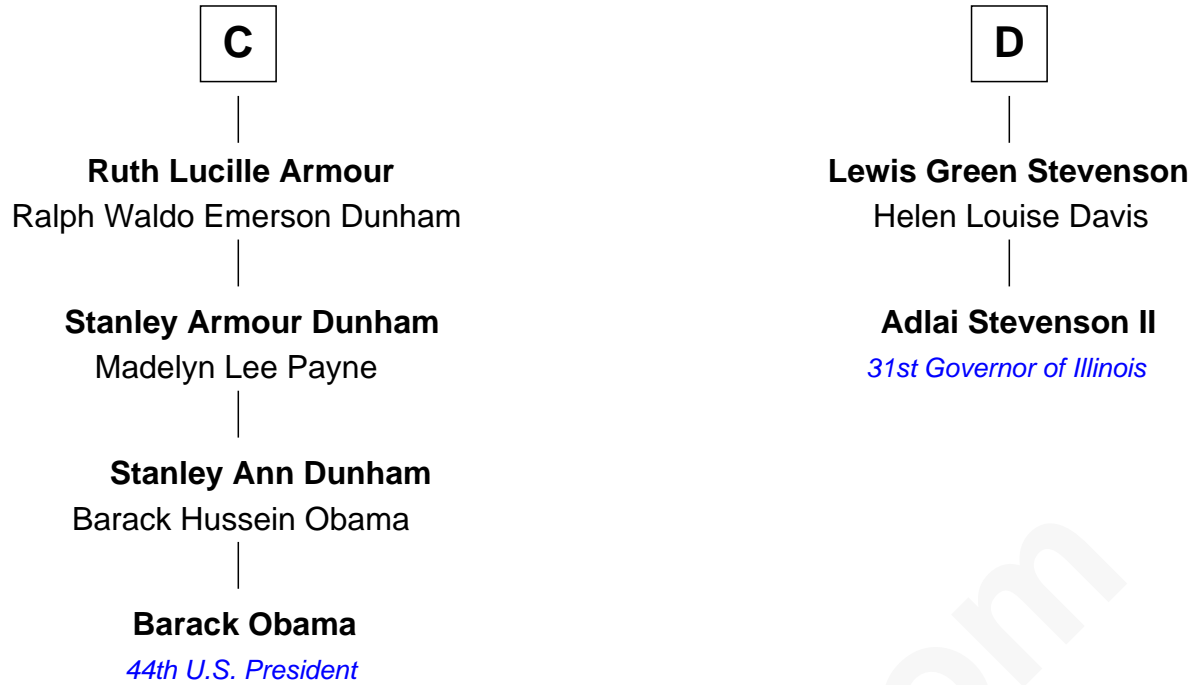 C
Ruth Lucille Armour
Ralph Waldo Emerson Dunham
Stanley Armour Dunham
Madelyn Lee Payne
Stanley Ann Dunham
Barack Hussein Obama
Barack Obama
44th U.S. President
D
Lewis Green Stevenson
Helen Louise Davis
Adlai Stevenson II
31st Governor of Illinois
om